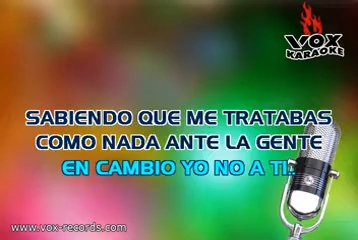 VOX
KARAOKE
SABIENDO QUE ME TRATABAS
COMO NADA ANTE LA GENTE
EN CAMBIO YO NO A TI...
www.vox-records.com